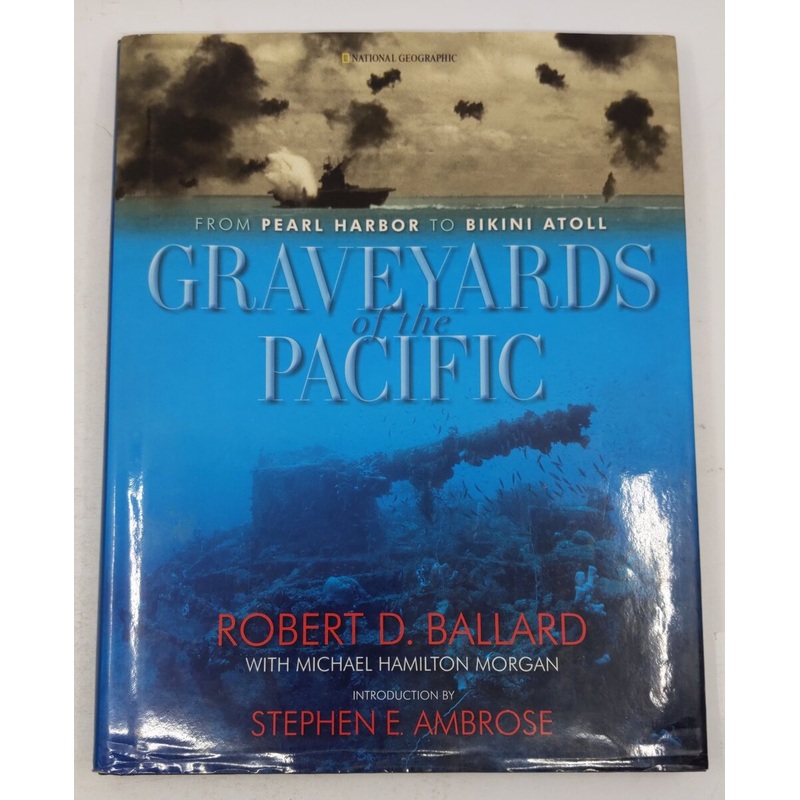 NATIONAL GEOGRAPHIC
FROM PEARL HARBOR TO BIKINI ATOLL
GRAVEYARDS
of the
PACIFIC
ROBERT D. BALLARD
WITH MICHAEL HAMILTON MORGAN
INTRODUCTION BY
STEPHEN E. AMBROSE